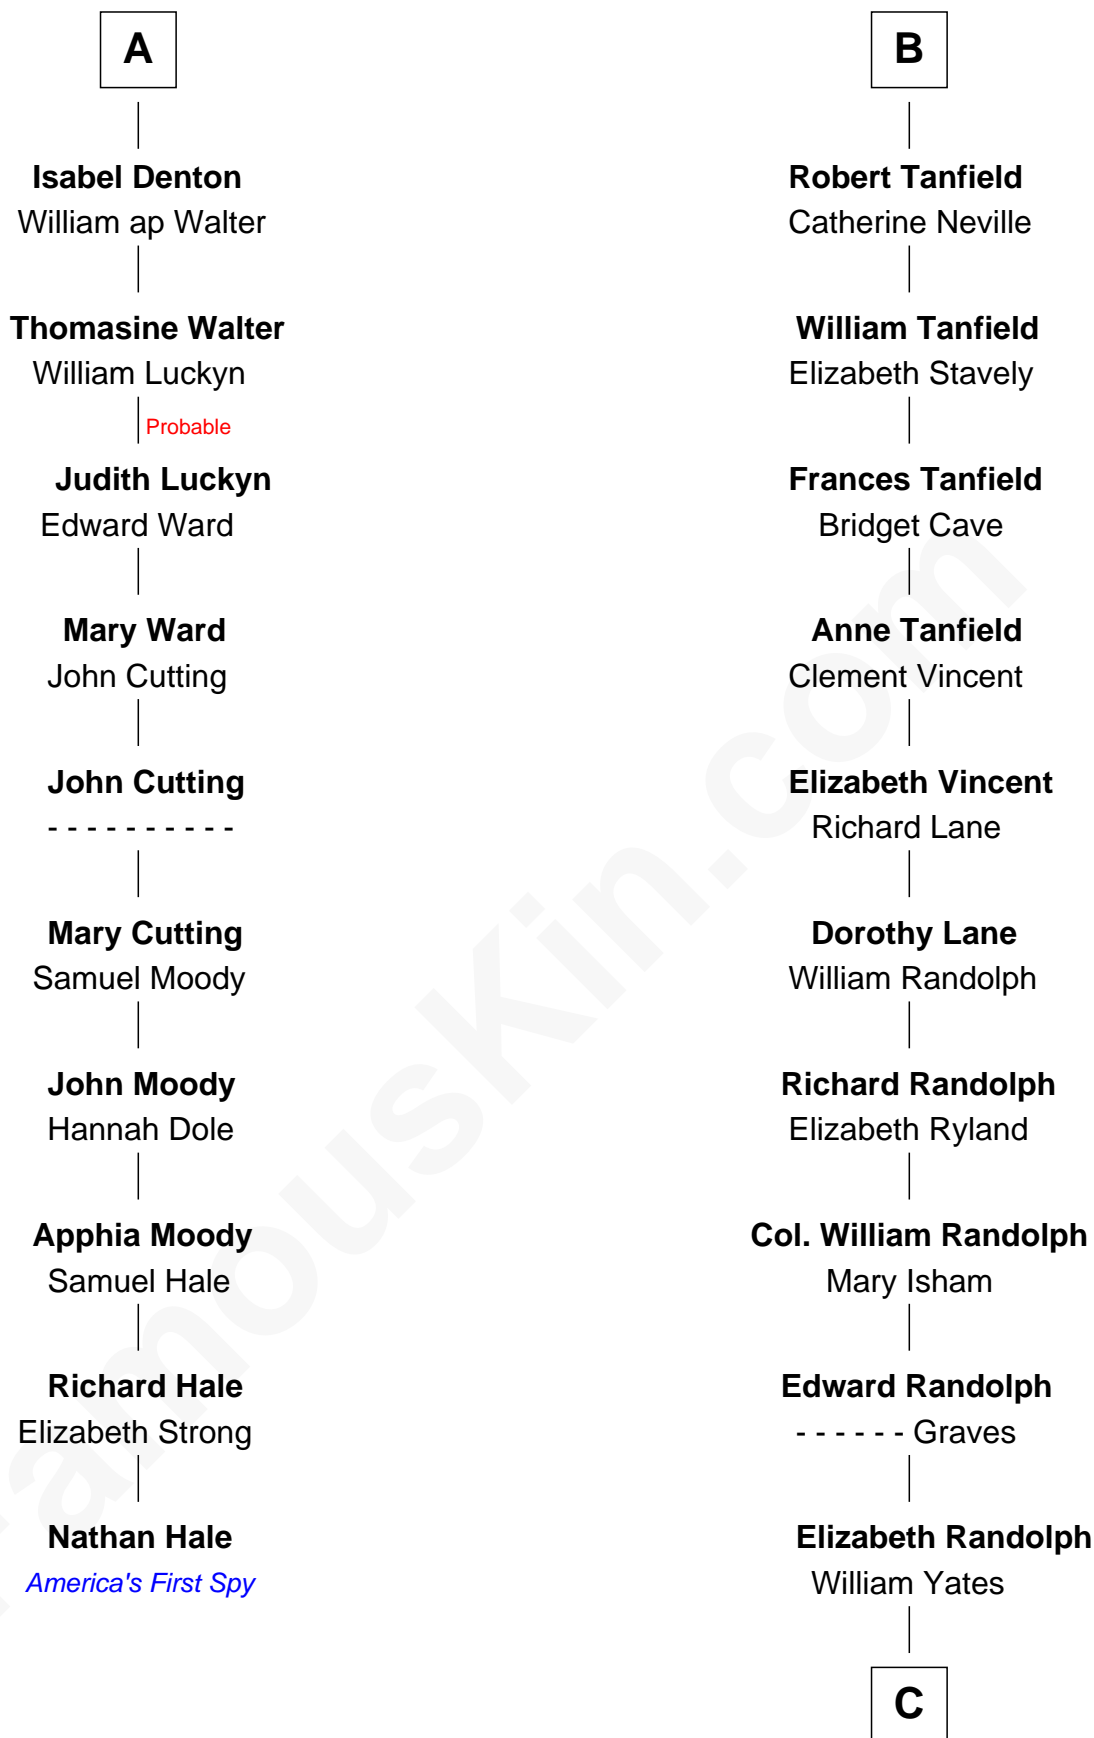 A
Isabel Denton
William ap Walter
Thomasine Walter
William Luckyn
Probable
Judith Luckyn
Edward Ward
Mary Ward
John Cutting
John Cutting
- - - - - - - - - -
Mary Cutting
Samuel Moody
John Moody
Hannah Dole
Apphia Moody
Samuel Hale
Richard Hale
Elizabeth Strong
Nathan Hale
America's First Spy
B
Robert Tanfield
Catherine Neville
William Tanfield
Elizabeth Stavely
Frances Tanfield
Bridget Cave
Anne Tanfield
Clement Vincent
Elizabeth Vincent
Richard Lane
Dorothy Lane
William Randolph
Richard Randolph
Elizabeth Ryland
Col. William Randolph
Mary Isham
Edward Randolph
- - - - - - Graves
Elizabeth Randolph
William Yates
C
FamousKin.com